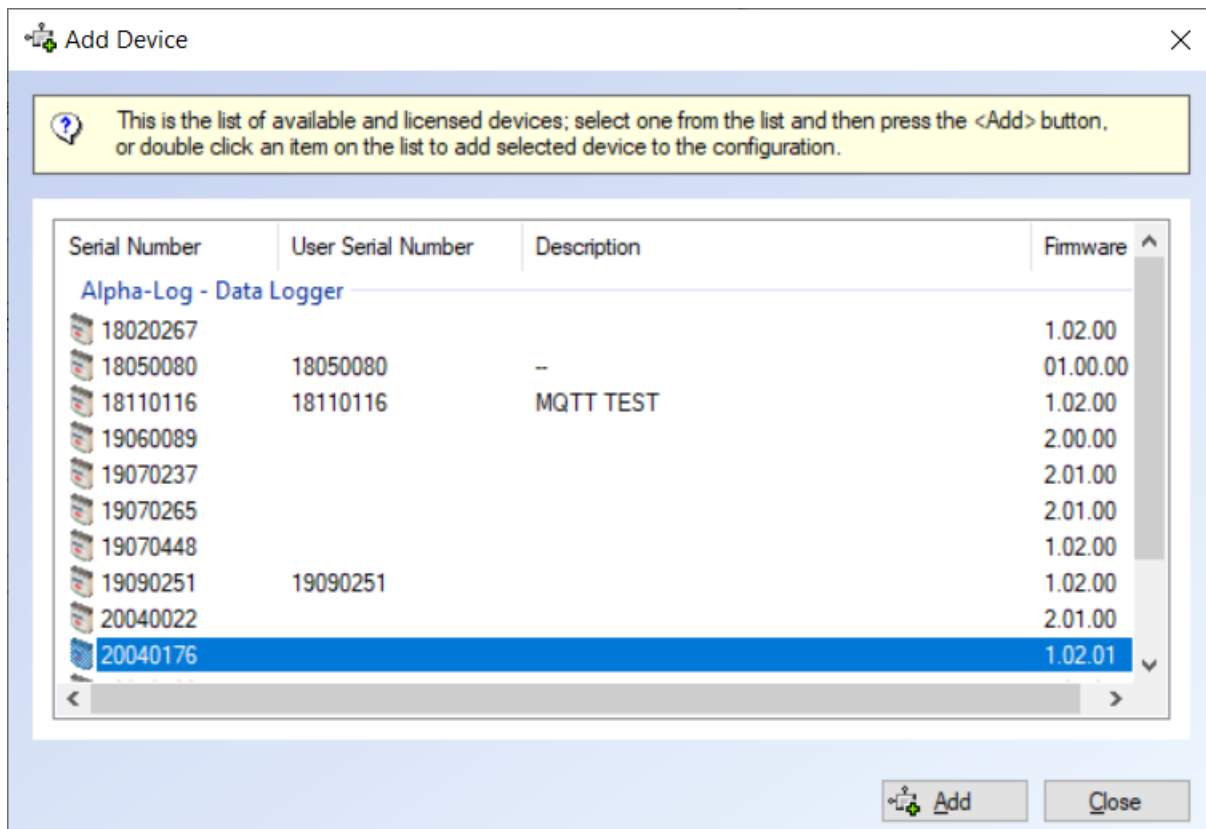 Add Device
This is the list of available and licensed devices; select one from the list and then press the <Add> button,
or double click an item on the list to add selected device to the configuration.
Serial Number User Serial Number Description Firmware
Alpha-Log - Data Logger
18020267 1.02.00
18050080 18050080 -- 01.00.00
18110116 18110116 MQTT TEST 1.02.00
19060089 2.00.00
19070237 2.01.00
19070265 2.01.00
19070448 1.02.00
19090251 19090251 1.02.00
20040022 2.01.00
20040176 1.02.01
Add Close